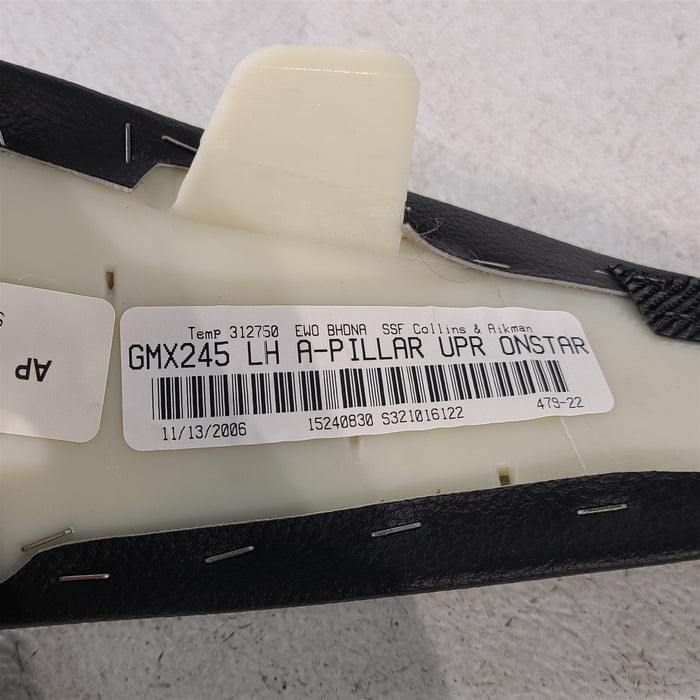 Temp 312750 EWO BHDNA SSF Collins & Aikman
GMX245 LH A-PILLAR UPR ONSTAR
11/13/2006 15240830 S321016122 479-22
AP
S